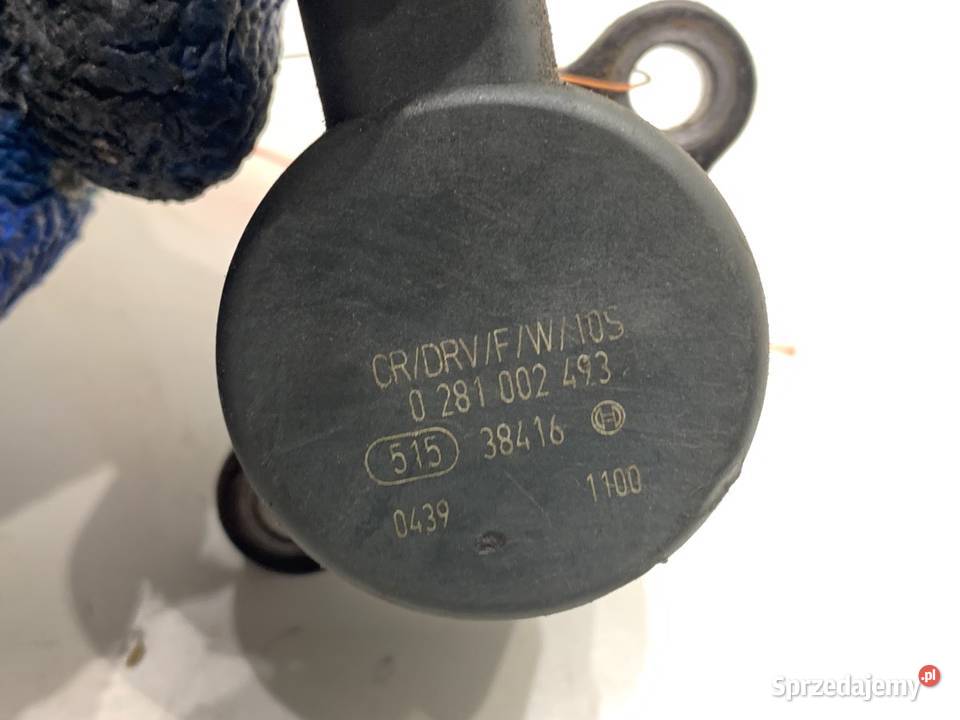 CR/DRV/F/W/10S
0 281 002 493
515 38416
0439 1100
Sprzedajemy.pl